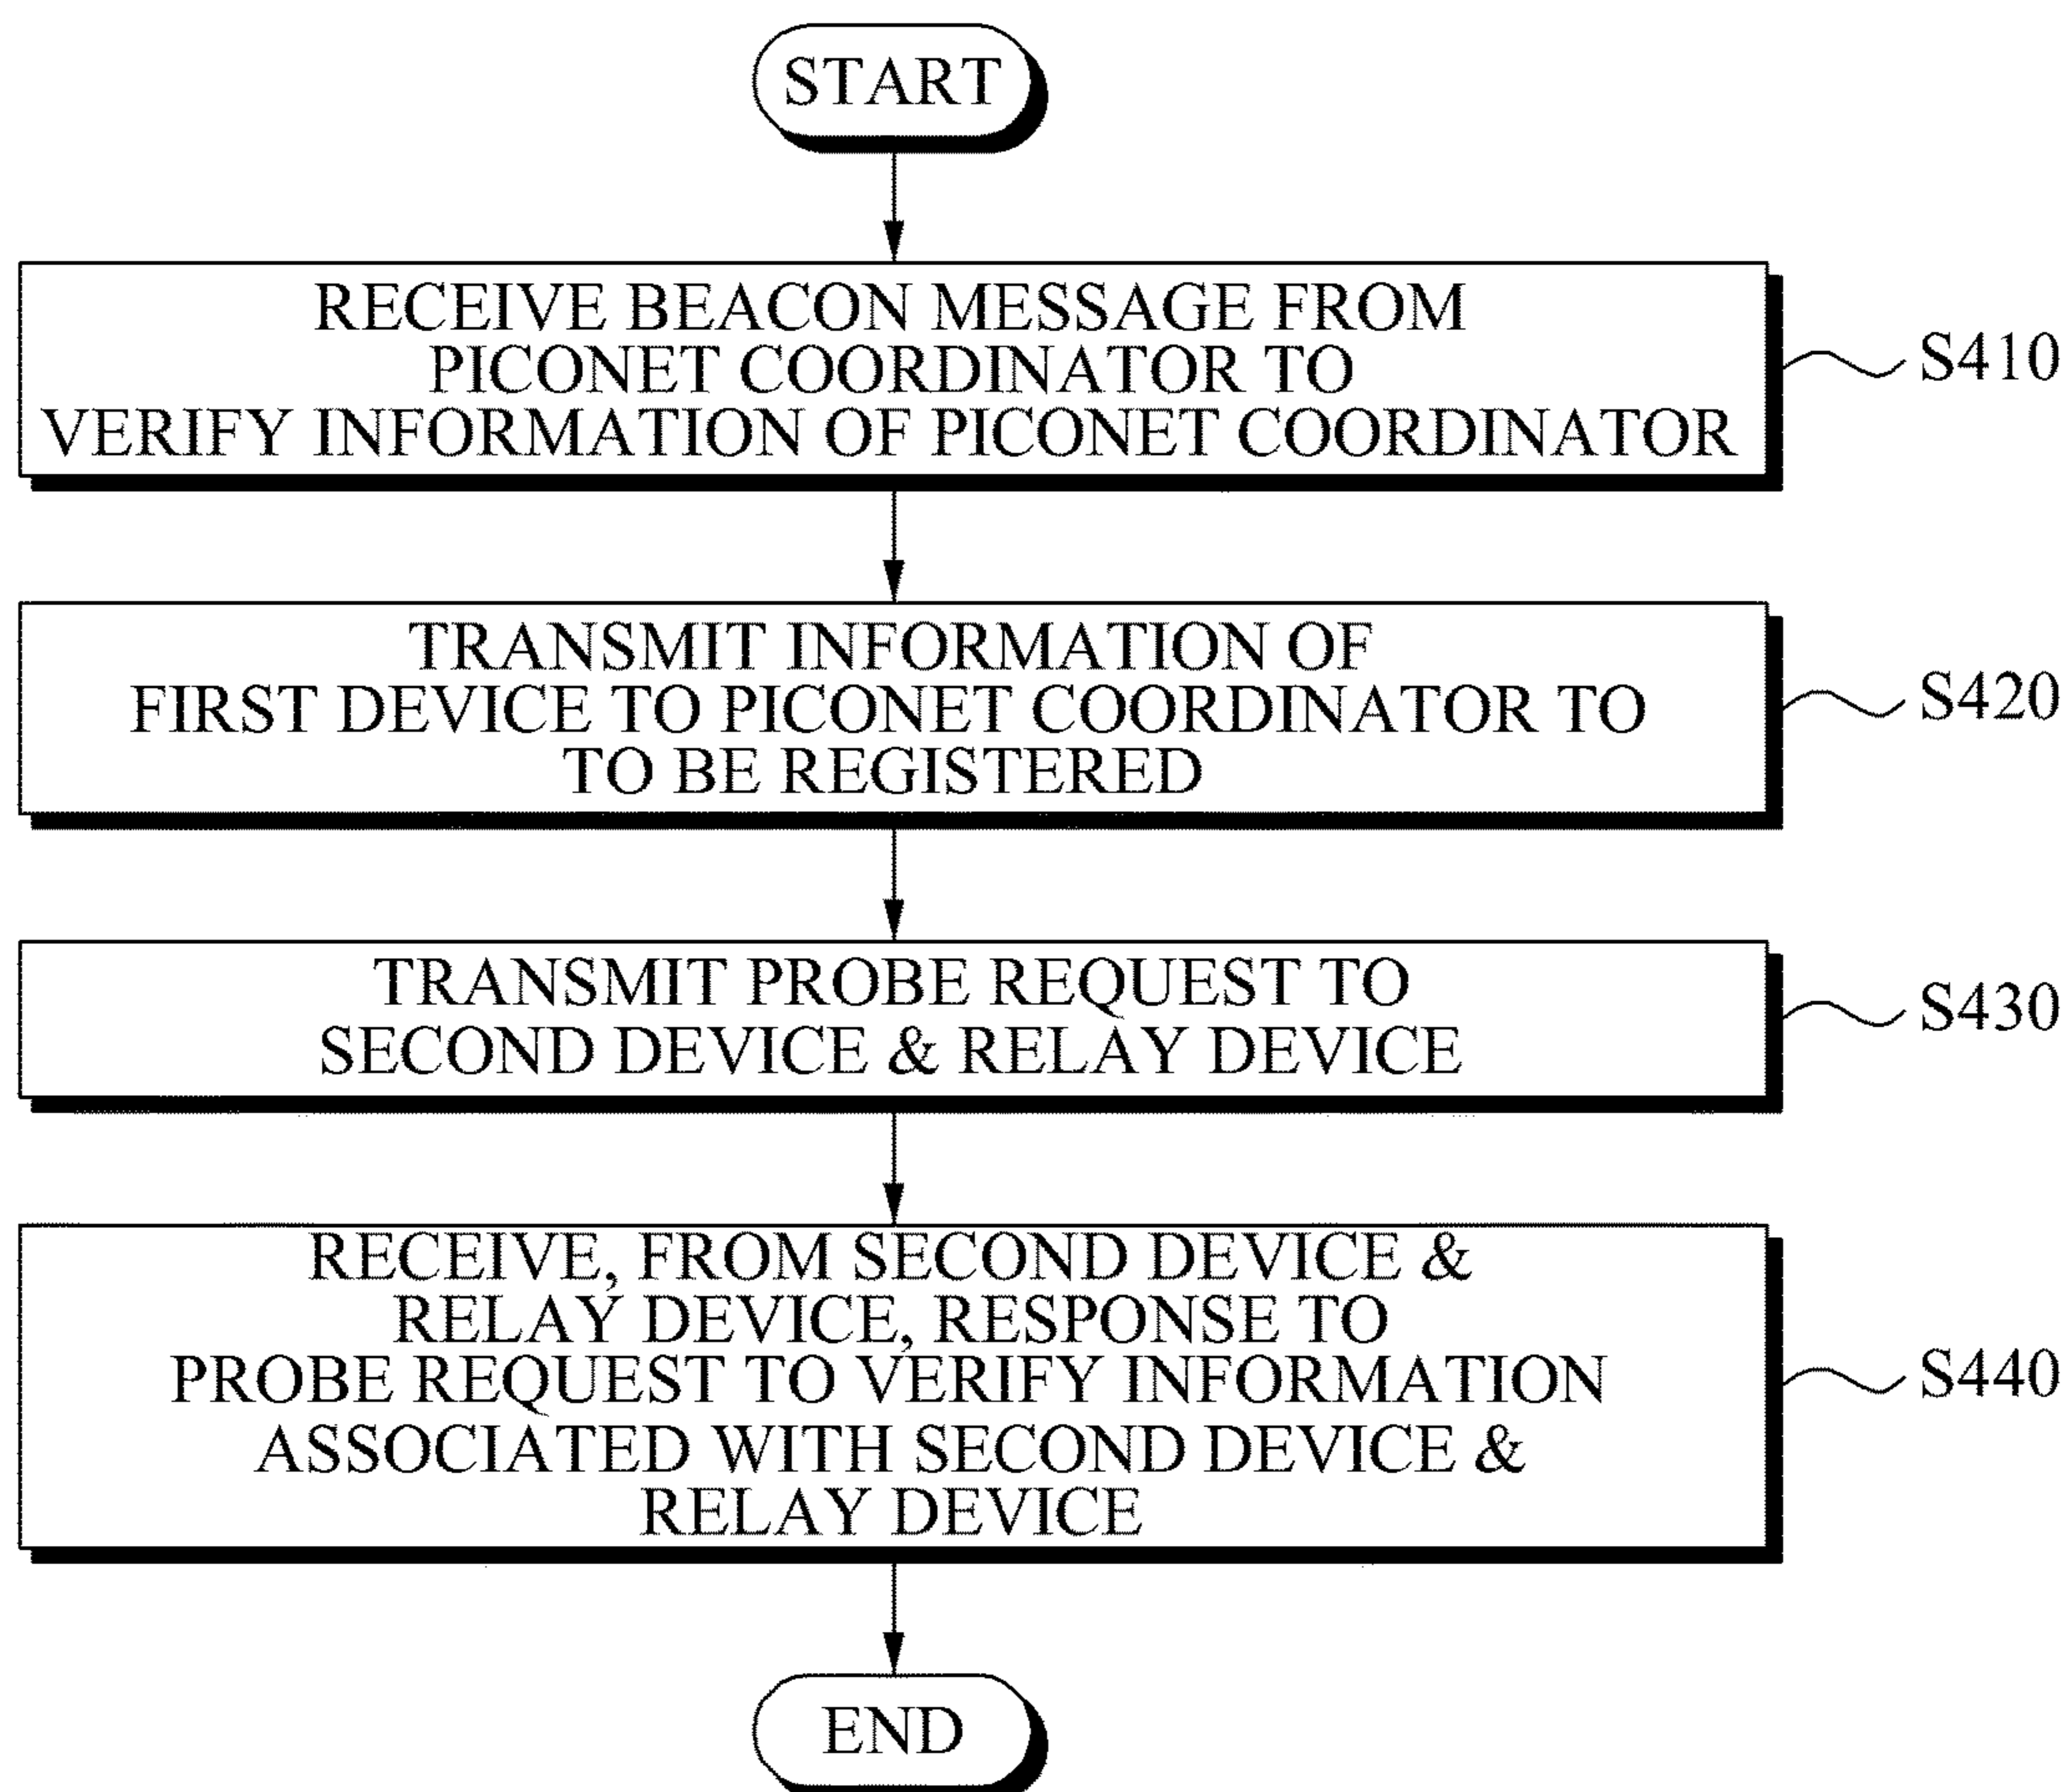 START
RECEIVE BEACON MESSAGE FROM
PICONET COORDINATOR TO
VERIFY INFORMATION OF PICONET COORDINATOR
S410
TRANSMIT INFORMATION OF
FIRST DEVICE TO PICONET COORDINATOR TO
TO BE REGISTERED
S420
TRANSMIT PROBE REQUEST TO
SECOND DEVICE & RELAY DEVICE
S430
RECEIVE, FROM SECOND DEVICE &
RELAY DEVICE, RESPONSE TO
PROBE REQUEST TO VERIFY INFORMATION
ASSOCIATED WITH SECOND DEVICE &
RELAY DEVICE
S440
END